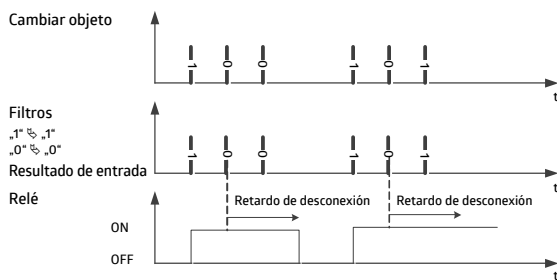 Cambiar objeto
1 0 0 1 0 1
t
Filtros
„1“ ⮱ „1“
„0“ ⮱ „0“
1 0 0 1 0 1
Resultado de entrada
t
Relé
Retardo de desconexión Retardo de desconexión
ON
OFF
t